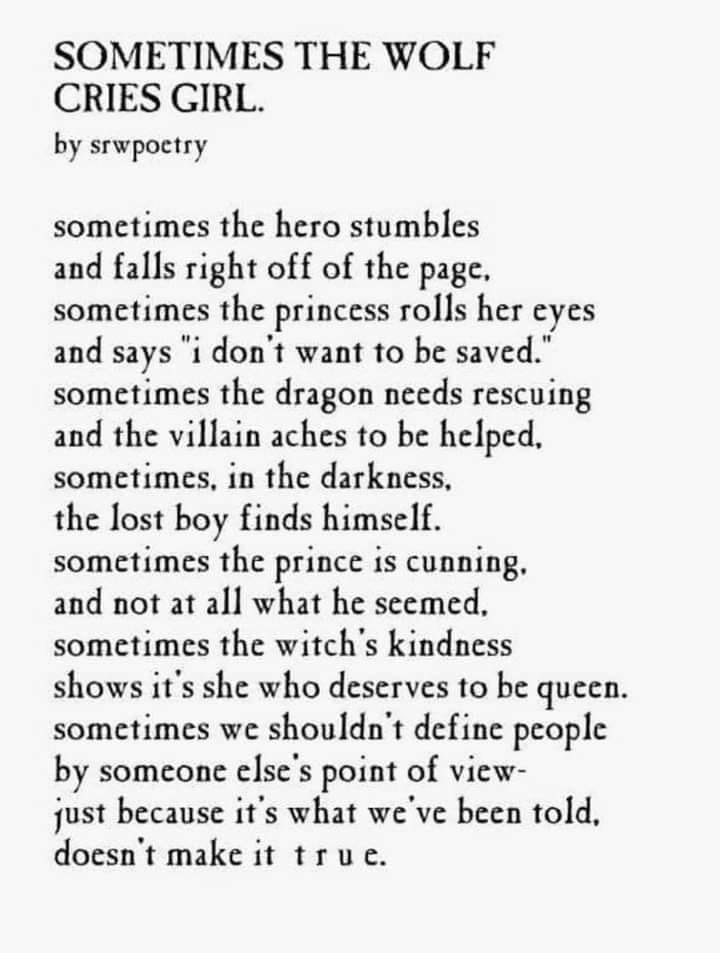 SOMETIMES THE WOLF
CRIES GIRL.
by srwpoetry
sometimes the hero stumbles
and falls right off of the page,
sometimes the princess rolls her eyes
and says "i don't want to be saved."
sometimes the dragon needs rescuing
and the villain aches to be helped,
sometimes, in the darkness,
the lost boy finds himself.
sometimes the prince is cunning,
and not at all what he seemed,
sometimes the witch's kindness
shows it's she who deserves to be queen.
sometimes we shouldn't define people
by someone else's point of view-
just because it's what we've been told,
doesn't make it t r u e.